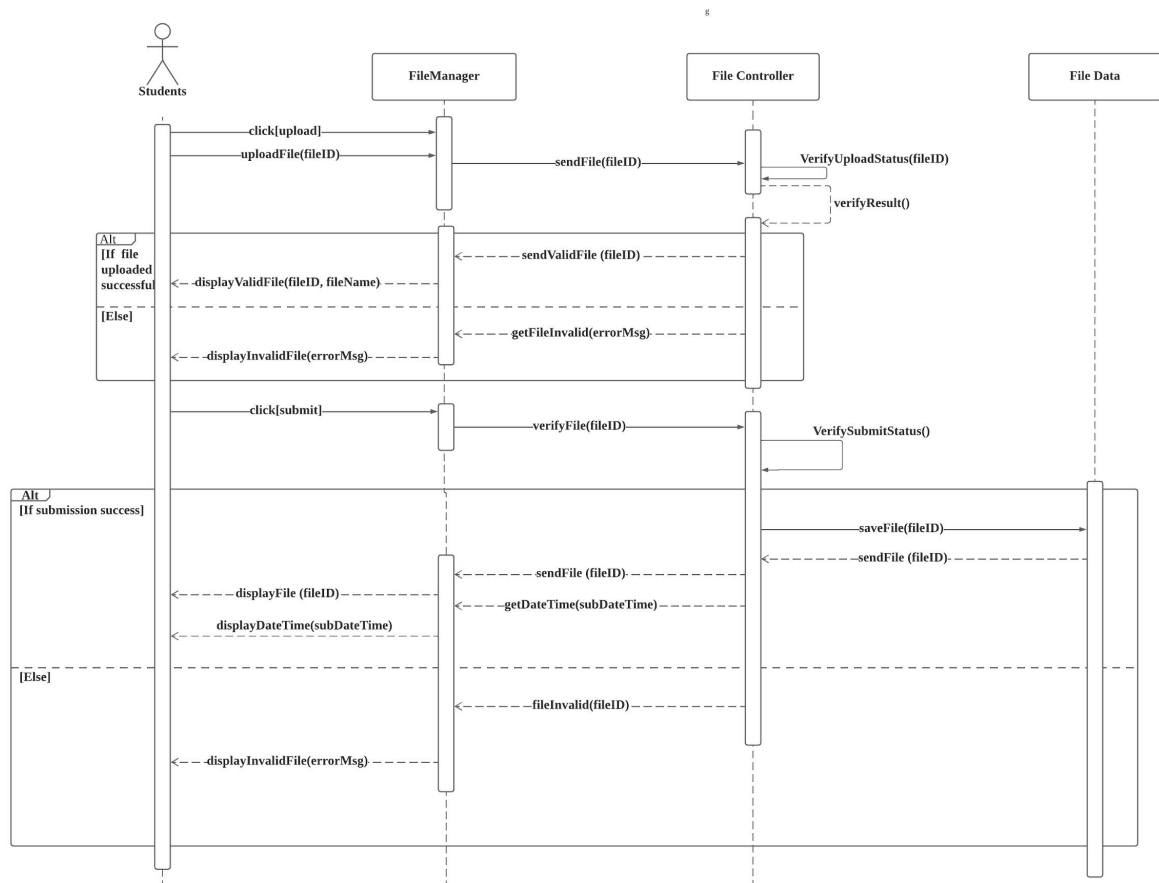 g
Students
FileManager
File Controller
File Data
click[upload]
uploadFile(fileID)
sendFile(fileID)
VerifyUploadStatus(fileID)
verifyResult()
Alt
[If file
uploaded
successful
sendValidFile (fileID)
displayValidFile(fileID, fileName)
[Else]
getFileInvalid(errorMsg)
displayInvalidFile(errorMsg)
click[submit]
verifyFile(fileID)
VerifySubmitStatus()
Alt
[If submission success]
saveFile(fileID)
sendFile (fileID)
sendFile (fileID)
displayFile (fileID)
getDateTime(subDateTime)
displayDateTime(subDateTime)
[Else]
fileInvalid(fileID)
displayInvalidFile(errorMsg)